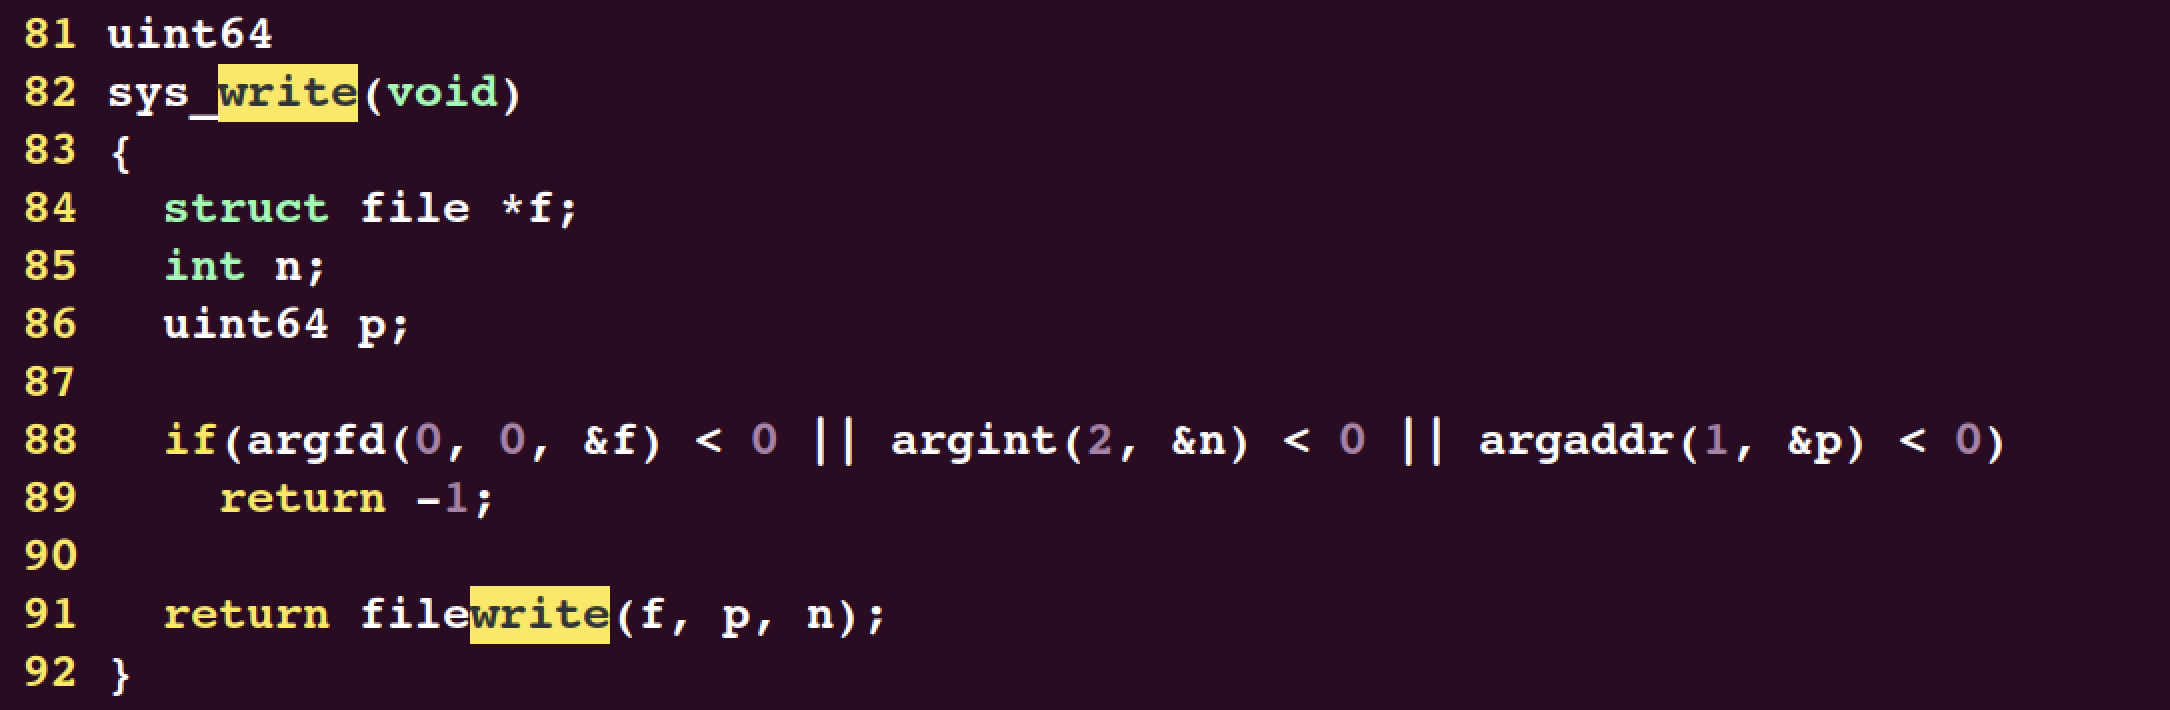 81 uint64
82 sys_write(void)
83 {
84   struct file *f;
85   int n;
86   uint64 p;
87
88   if(argfd(0, 0, &f) < 0 || argint(2, &n) < 0 || argaddr(1, &p) < 0)
89     return -1;
90
91   return filewrite(f, p, n);
92 }